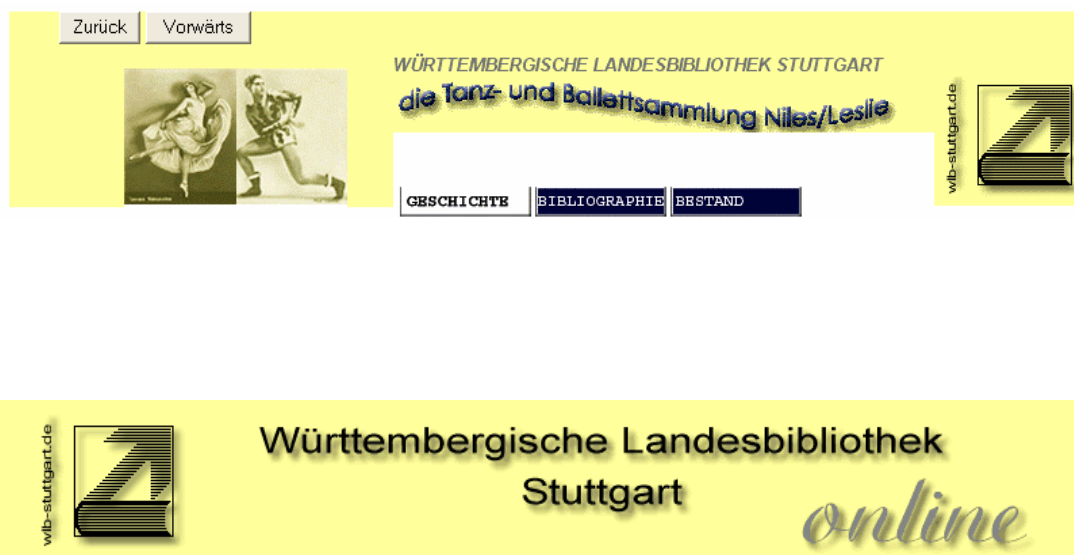 Zurück Vorwärts
WÜRTTEMBERGISCHE LANDESBIBLIOTHEK STUTTGART
die Tanz- und Ballettsammlung Niles/Leslie
wlb-stuttgart.de
GESCHICHTE BIBLIOGRAPHIE BESTAND
wlb-stuttgart.de
Württembergische Landesbibliothek
Stuttgart
online